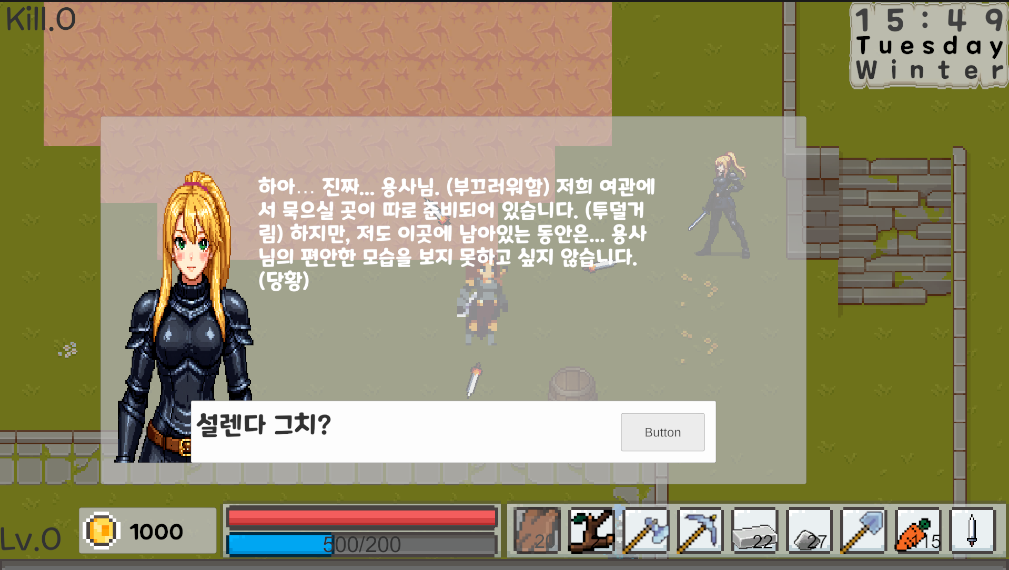 Kill.0
15:49
Tuesday
Winter
하아… 진짜... 용사님. (부끄러워함) 저희 여관에
서 묵으실 곳이 따로 준비되어 있습니다. (투덜거
림) 하지만, 저도 이곳에 남아있는 동안은... 용사
님의 편안한 모습을 보지 못하고 싶지 않습니다.
(당황)
설렌다 그치?
Button
Lv.0
1000
500/200
20
22
27
15